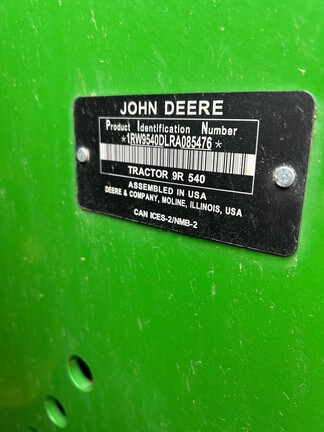 JOHN DEERE
Product Identification Number
*1RW9540DLRA085476*
TRACTOR 9R 540
ASSEMBLED IN USA
DEERE & COMPANY, MOLINE, ILLINOIS, USA
CAN ICES-2/NMB-2